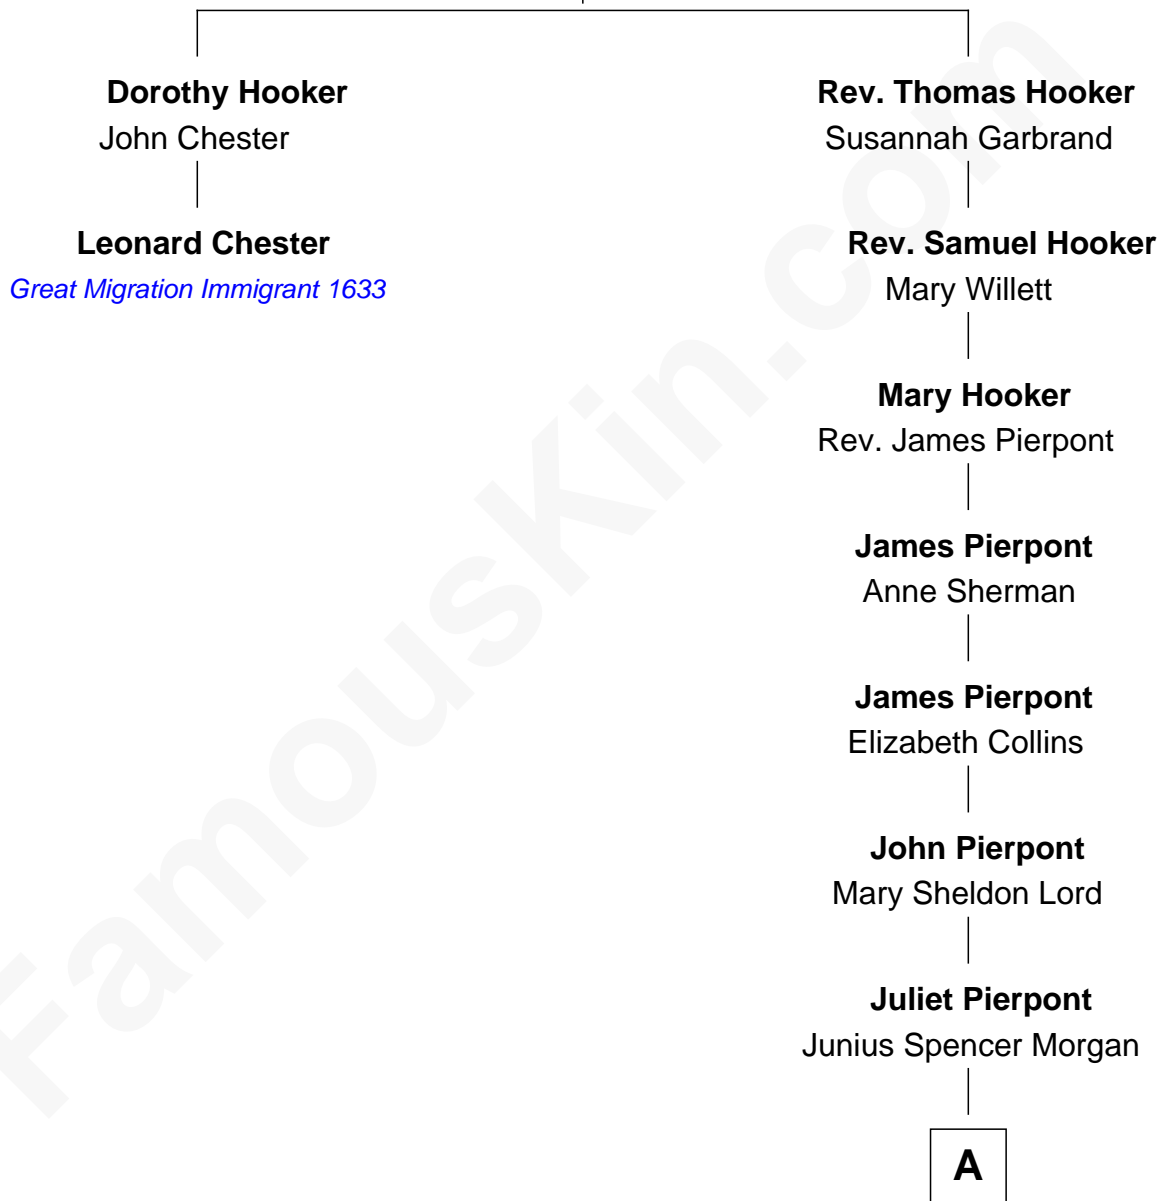 Dorothy Hooker
John Chester
Leonard Chester
Great Migration Immigrant 1633
Rev. Thomas Hooker
Susannah Garbrand
Rev. Samuel Hooker
Mary Willett
Mary Hooker
Rev. James Pierpont
James Pierpont
Anne Sherman
James Pierpont
Elizabeth Collins
John Pierpont
Mary Sheldon Lord
Juliet Pierpont
Junius Spencer Morgan
A
FamousKin.com